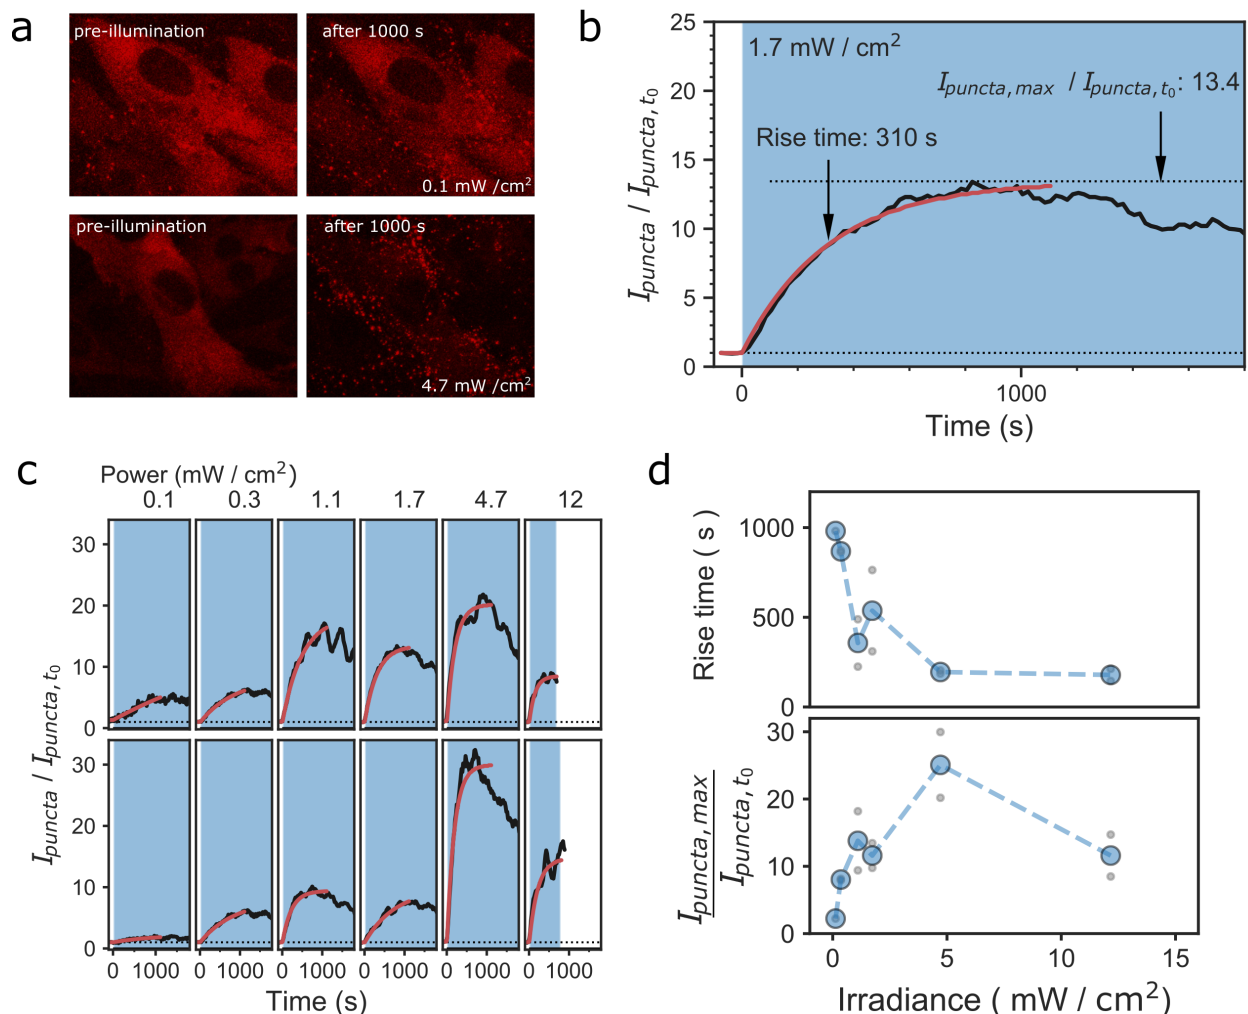 a
pre-illumination
after 1000 s
0.1 mW /cm²
pre-illumination
after 1000 s
4.7 mW /cm²
b
1.7 mW / cm²
I_puncta,max / I_puncta,t₀: 13.4
Rise time: 310 s
25
20
15
10
5
0
I_puncta / I_puncta,t₀
0
1000
Time (s)
c
Power (mW / cm²)
0.1 0.3 1.1 1.7 4.7 12
30
20
10
0
30
20
10
0
I_puncta / I_puncta,t₀
0 1000 0 1000 0 1000 0 1000 0 1000 0 1000
Time (s)
d
1000
500
0
Rise time ( s )
30
20
10
0
I_puncta,max
I_puncta,t₀
0 5 10 15
Irradiance ( mW / cm²)